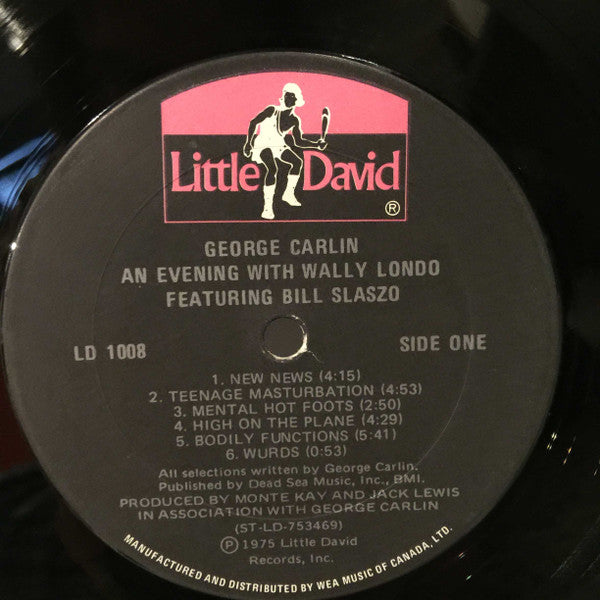 Little David
®
GEORGE CARLIN
AN EVENING WITH WALLY LONDO
FEATURING BILL SLASZO
LD 1008
SIDE ONE
1. NEW NEWS (4:15)
2. TEENAGE MASTURBATION (4:53)
3. MENTAL HOT FOOTS (2:50)
4. HIGH ON THE PLANE (4:29)
5. BODILY FUNCTIONS (5:41)
6. WURDS (0:53)
All selections written by George Carlin.
Published by Dead Sea Music, Inc., BMI.
PRODUCED BY MONTE KAY AND JACK LEWIS
IN ASSOCIATION WITH GEORGE CARLIN
(ST-LD-753469)
℗ 1975 Little David
Records, Inc.
MANUFACTURED AND DISTRIBUTED BY WEA MUSIC OF CANADA, LTD.